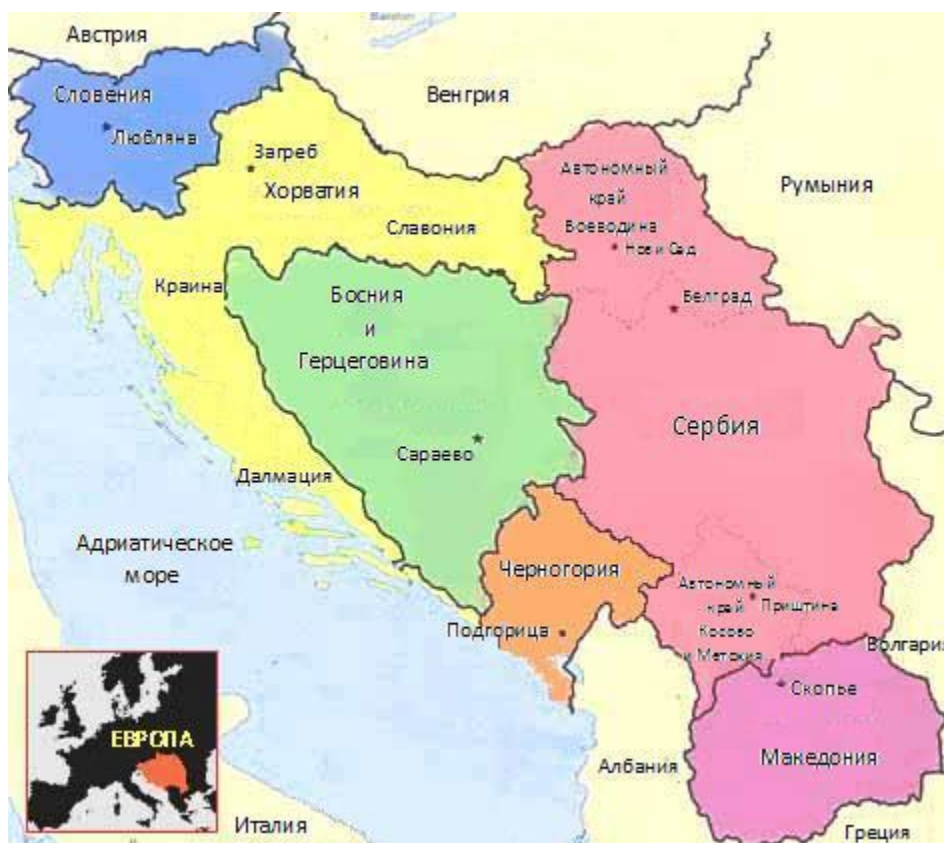 Balaton
Австрия
Словения
Любляна
Венгрия
Загреб
Хорватия
Славония
Автономный
край
Воеводина
Нови Сад
Румыния
Краина
Босния
и
Герцеговина
Белград
Сербия
Сараево
Далмация
Адриатическое
море
Черногория
Подгорица
Автономный
край
Косово
и Метохия
Приштина
Болгария
Скопье
Македония
Албания
Греция
Италия
ЕВРОПА